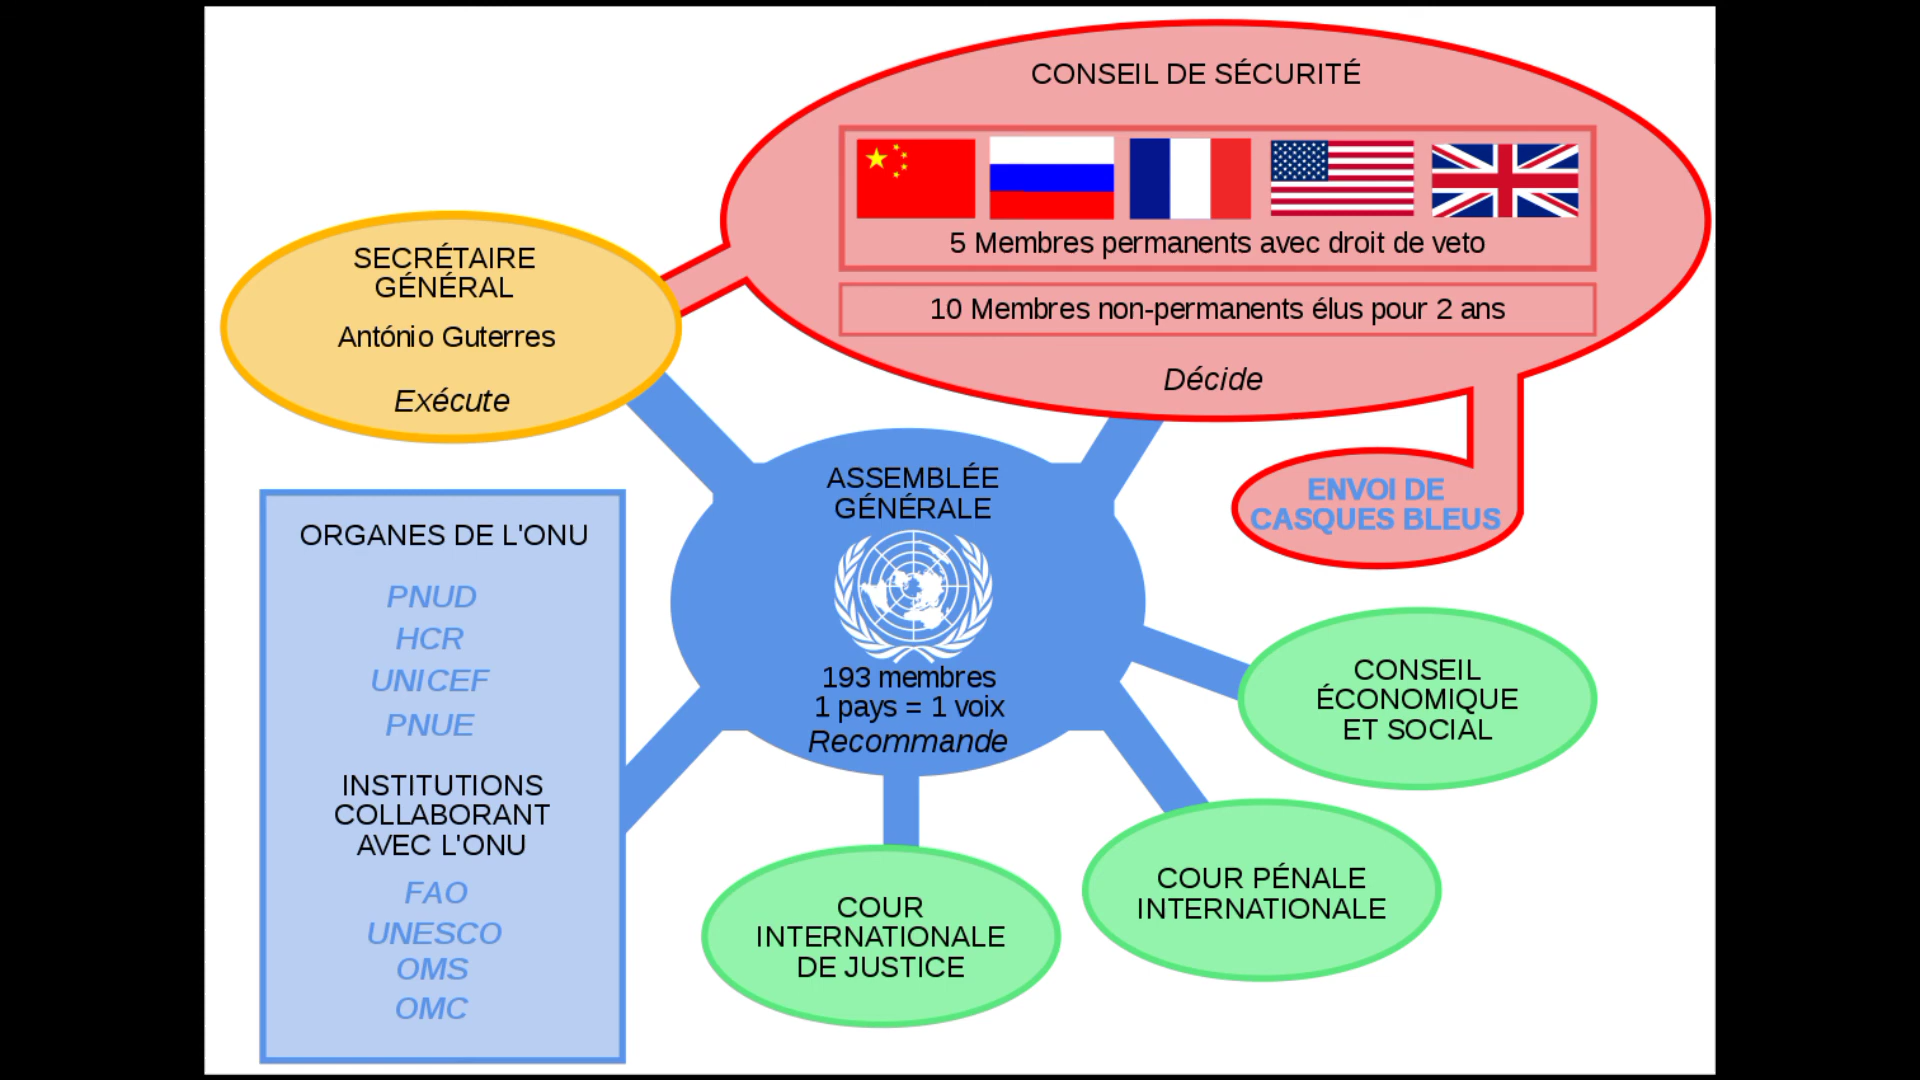 CONSEIL DE SÉCURITÉ
5 Membres permanents avec droit de veto
10 Membres non-permanents élus pour 2 ans
Décide
SECRÉTAIRE
GÉNÉRAL
António Guterres
Exécute
ENVOI DE
CASQUES BLEUS
ASSEMBLÉE
GÉNÉRALE
193 membres
1 pays = 1 voix
Recommande
ORGANES DE L'ONU
PNUD
HCR
UNICEF
PNUE
INSTITUTIONS
COLLABORANT
AVEC L'ONU
FAO
UNESCO
OMS
OMC
CONSEIL
ÉCONOMIQUE
ET SOCIAL
COUR PÉNALE
INTERNATIONALE
COUR
INTERNATIONALE
DE JUSTICE